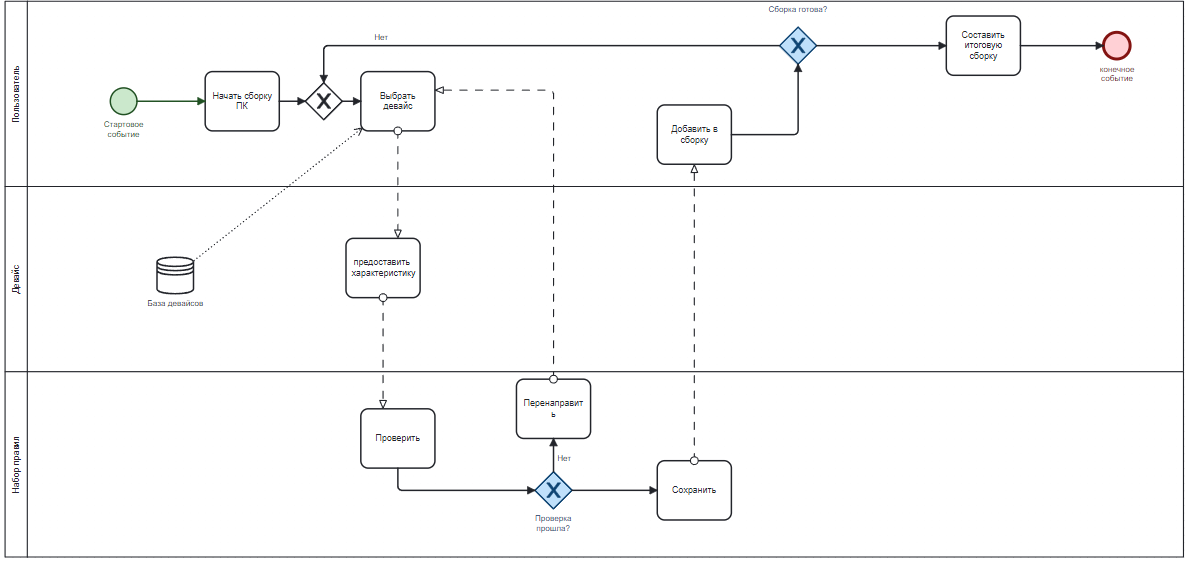 Пользователь
Сборка готова?
Нет
Составить
итоговую
сборку
конечное
событие
Начать сборку
ПК
Выбрать
девайс
Стартовое
событие
Добавить в
сборку
Девайс
предоставить
характеристику
База девайсов
Набор правил
Перенаправит
ь
Проверить
Нет
Сохранить
Проверка
прошла?